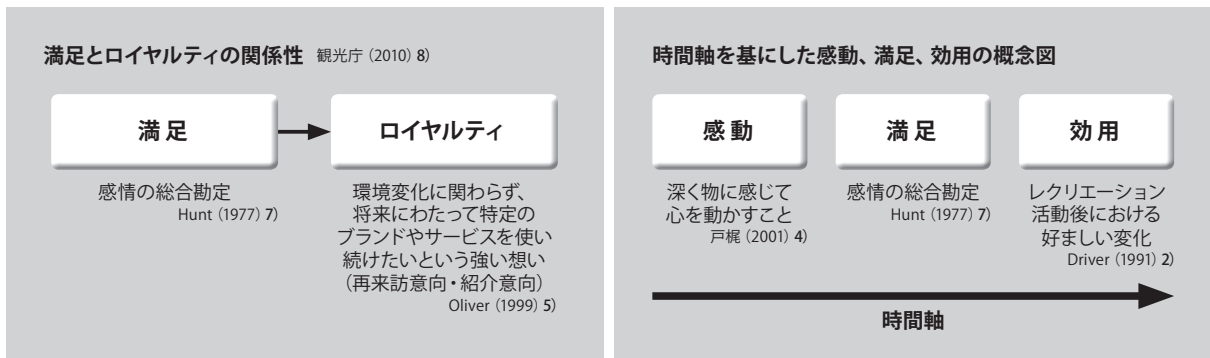 満足とロイヤルティの関係性 観光庁（2010）8）
満足
ロイヤルティ
感情の総合勘定
Hunt（1977）7）
環境変化に関わらず、
将来にわたって特定の
ブランドやサービスを使い
続けたいという強い想い
（再来訪意向・紹介意向）
Oliver（1999）5）
時間軸を基にした感動、満足、効用の概念図
感動
満足
効用
深く物に感じて
心を動かすこと
戸梶（2001）4）
感情の総合勘定
Hunt（1977）7）
レクリエーション
活動後における
好ましい変化
Driver（1991）2）
時間軸